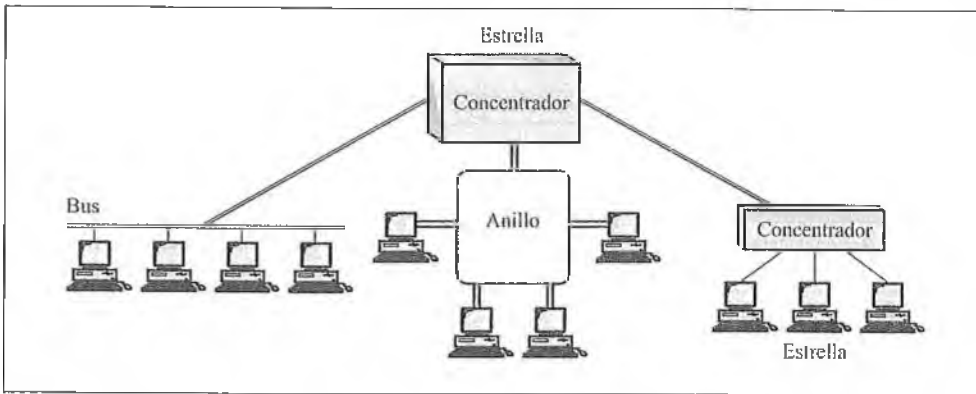 Estrella
Concentrador
Bus
Anillo
Concentrador
Estrella